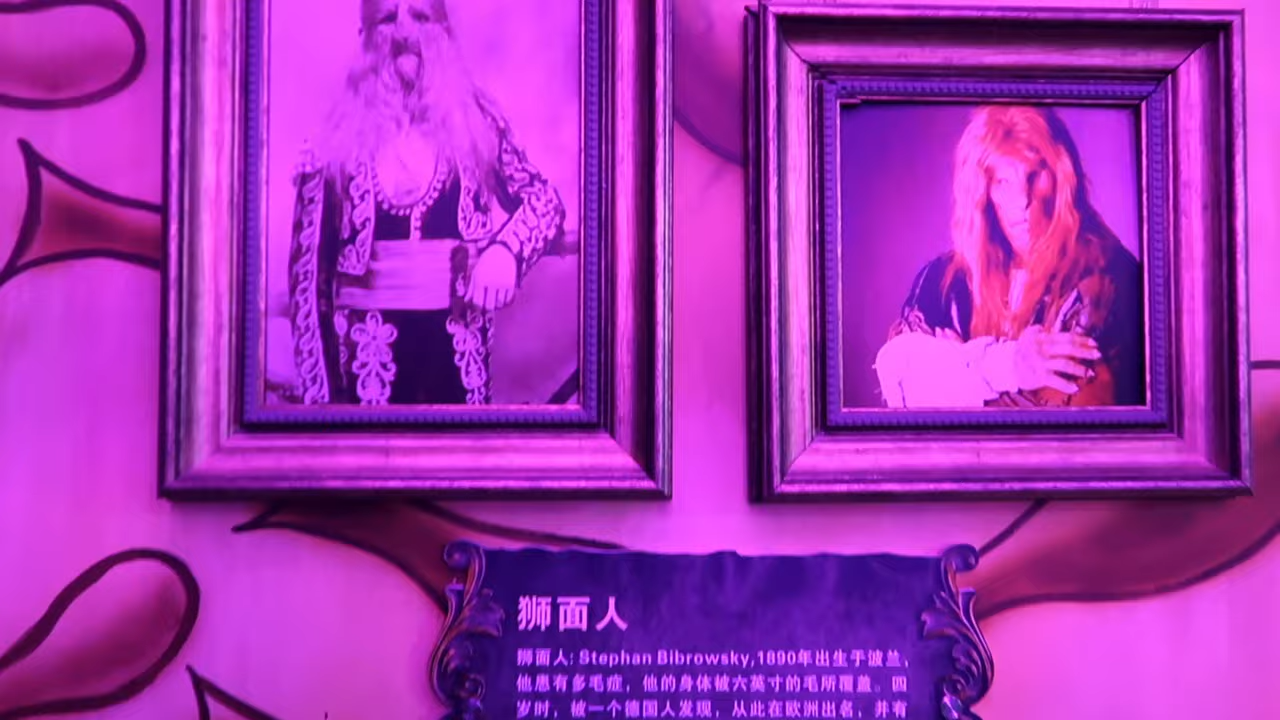 狮面人
狮面人: Stephan Bibrowsky,1890年出生于波兰,
他患有多毛症, 他的身体被六英寸的毛所覆盖。四
岁时, 被一个德国人发现, 从此在欧洲出名, 并有